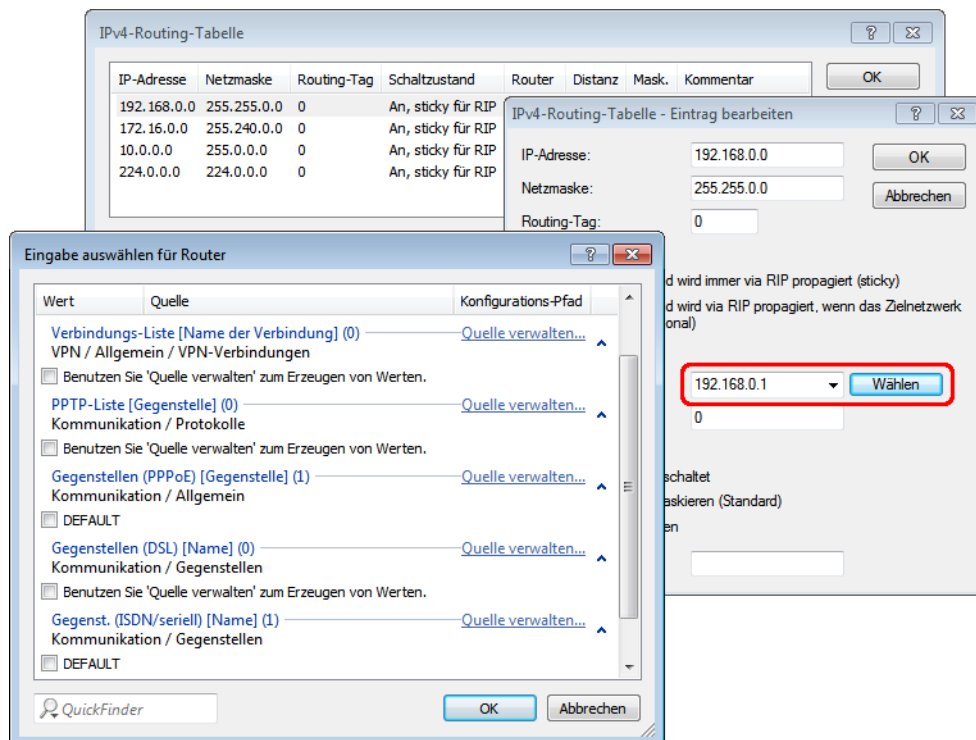 IPv4-Routing-Tabelle
IP-Adresse Netzmaske Routing-Tag Schaltzustand Router Distanz Mask. Kommentar
OK
192.168.0.0 255.255.0.0 0 An, sticky für RIP
172.16.0.0 255.240.0.0 0 An, sticky für RIP
10.0.0.0 255.0.0.0 0 An, sticky für RIP
224.0.0.0 224.0.0.0 0 An, sticky für RIP
IPv4-Routing-Tabelle - Eintrag bearbeiten
IP-Adresse: 192.168.0.0 OK
Netzmaske: 255.255.0.0 Abbrechen
Routing-Tag: 0
d wird immer via RIP propagiert (sticky)
d wird via RIP propagiert, wenn das Zielnetzwerk
onal)
192.168.0.1 Wählen
0
schaltet
askieren (Standard)
en
Eingabe auswählen für Router
Wert Quelle Konfigurations-Pfad
Verbindungs-Liste [Name der Verbindung] (0) Quelle verwalten...
VPN / Allgemein / VPN-Verbindungen
Benutzen Sie 'Quelle verwalten' zum Erzeugen von Werten.
PPTP-Liste [Gegenstelle] (0) Quelle verwalten...
Kommunikation / Protokolle
Benutzen Sie 'Quelle verwalten' zum Erzeugen von Werten.
Gegenstellen (PPPoE) [Gegenstelle] (1) Quelle verwalten...
Kommunikation / Allgemein
DEFAULT
Gegenstellen (DSL) [Name] (0) Quelle verwalten...
Kommunikation / Gegenstellen
Benutzen Sie 'Quelle verwalten' zum Erzeugen von Werten.
Gegenst. (ISDN/seriell) [Name] (1) Quelle verwalten...
Kommunikation / Gegenstellen
DEFAULT
QuickFinder OK Abbrechen